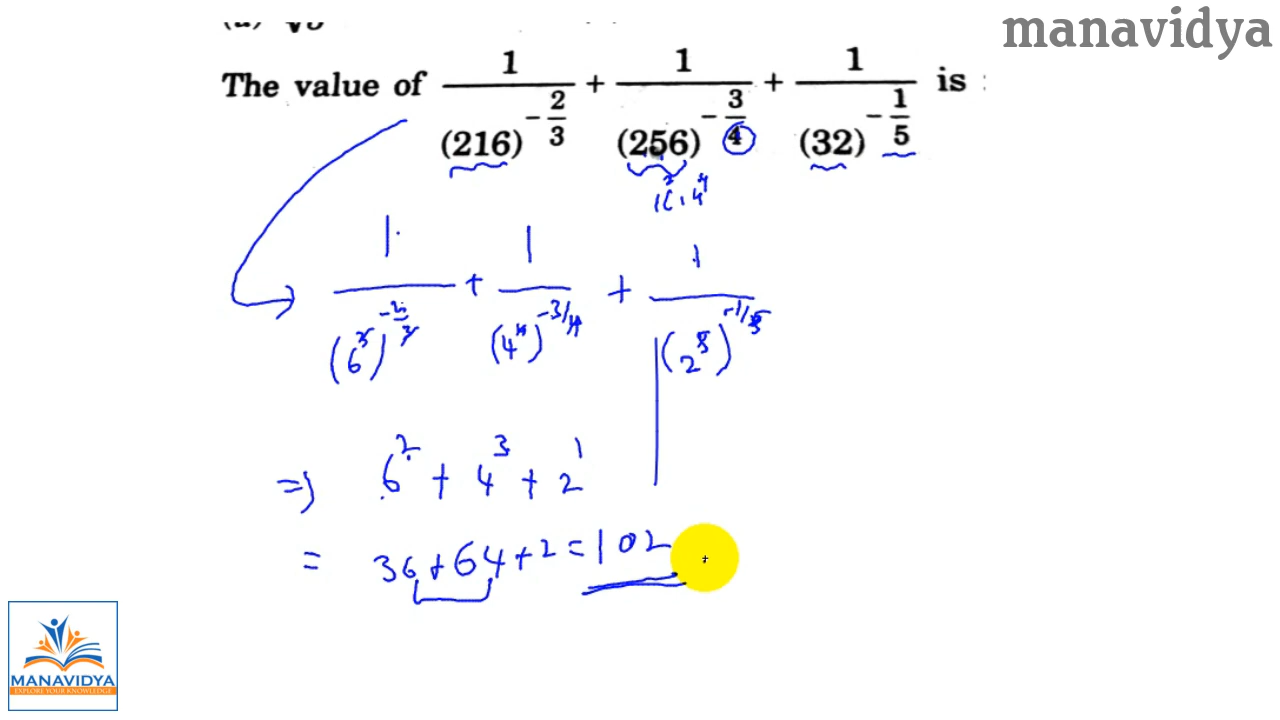 manavidya
The value of 1/(216)^(-2/3) + 1/(256)^(-3/4) + 1/(32)^(-1/5) is :
1/(6^3)^(-2/3) + 1/(4^4)^(-3/4) + 1/(2^5)^(-1/5)
=> 6^2 + 4^3 + 2^1
= 36 + 64 + 2 = 102
MANAVIDYA
EXPLORE YOUR KNOWLEDGE